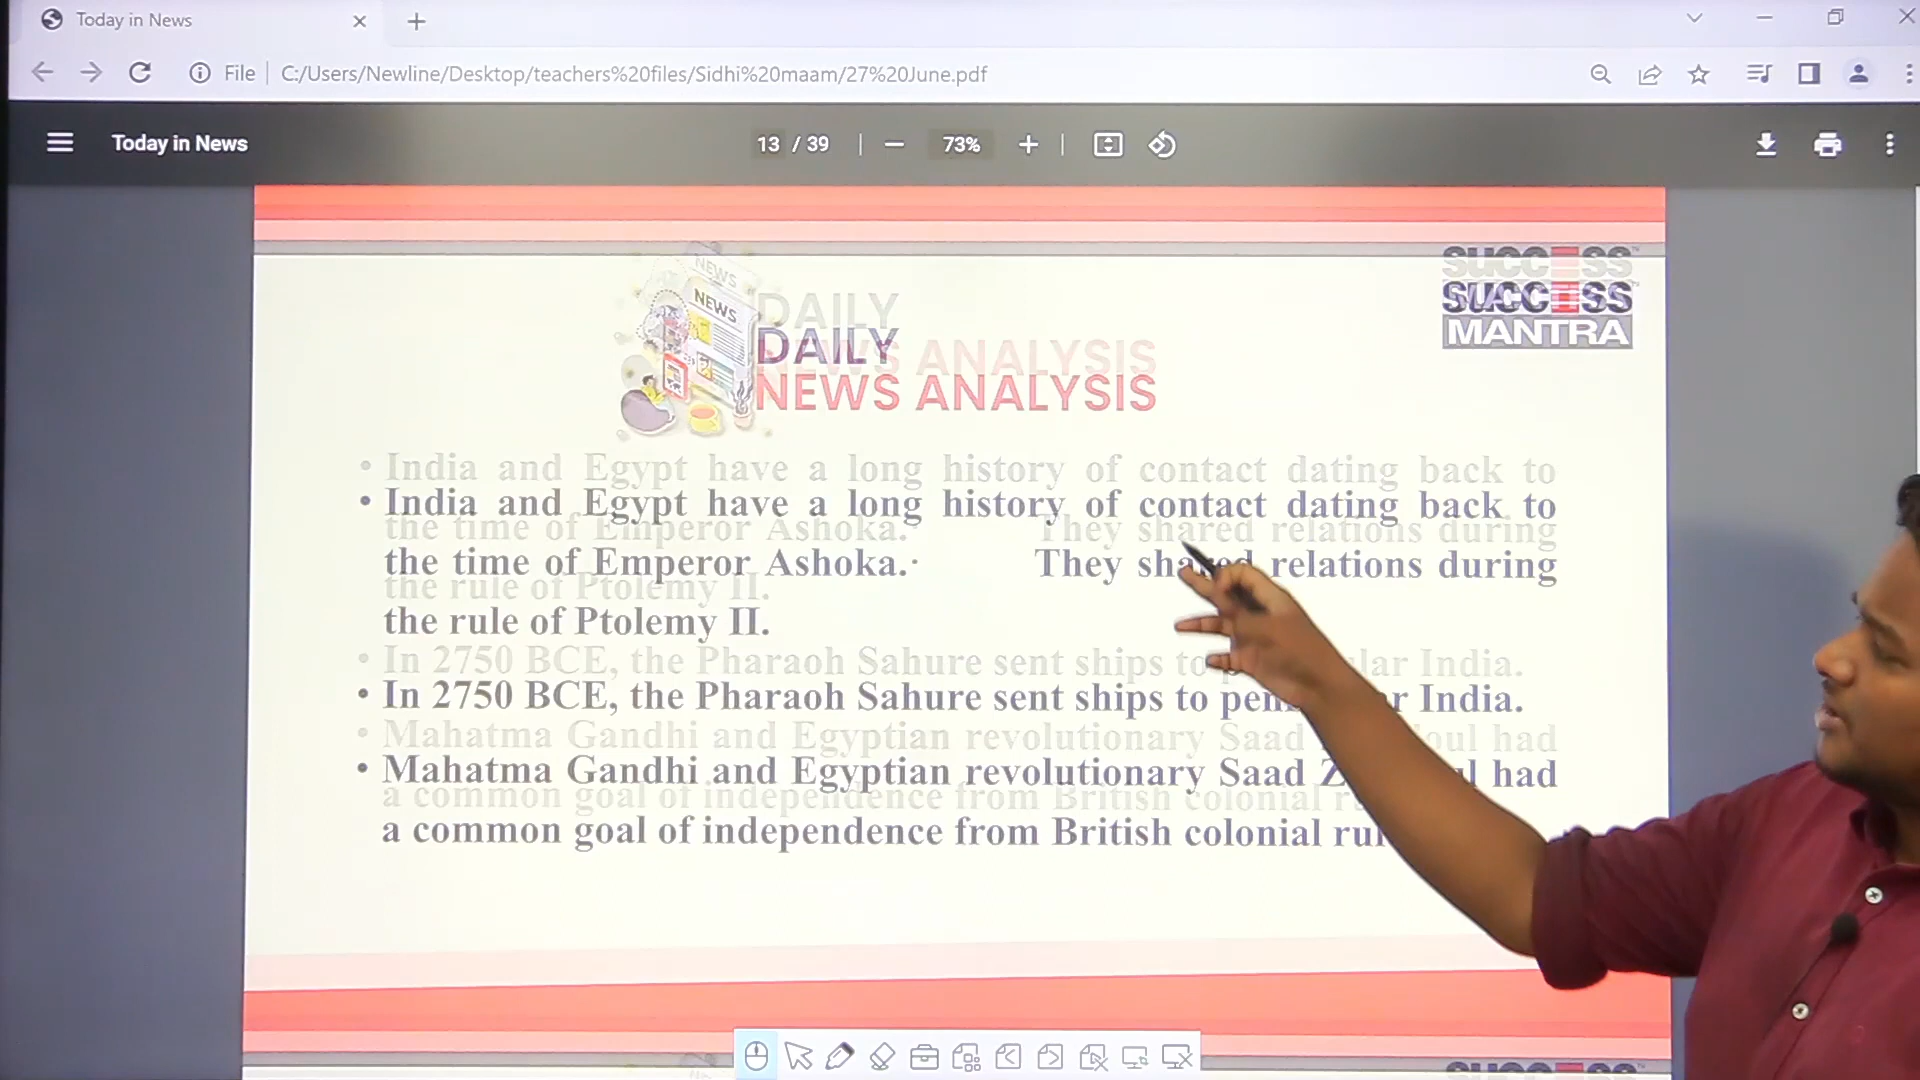 Today in News
File
C:/Users/Newline/Desktop/teachers%20files/Sidhi%20maam/27%20June.pdf
Today in News
13 / 39
73%
NEWS
DAILY
NEWS ANALYSIS
SUCCESS
MANTRA
• India and Egypt have a long history of contact dating back to
the time of Emperor Ashoka.· They shared relations during
the rule of Ptolemy II.
• In 2750 BCE, the Pharaoh Sahure sent ships to India.
• Mahatma Gandhi and Egyptian revolutionary Saad had
a common goal of independence from British colonial